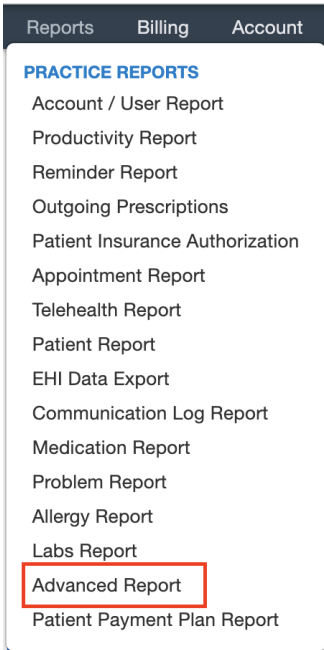 Reports Billing Account
PRACTICE REPORTS
Account / User Report
Productivity Report
Reminder Report
Outgoing Prescriptions
Patient Insurance Authorization
Appointment Report
Telehealth Report
Patient Report
EHI Data Export
Communication Log Report
Medication Report
Problem Report
Allergy Report
Labs Report
Advanced Report
Patient Payment Plan Report